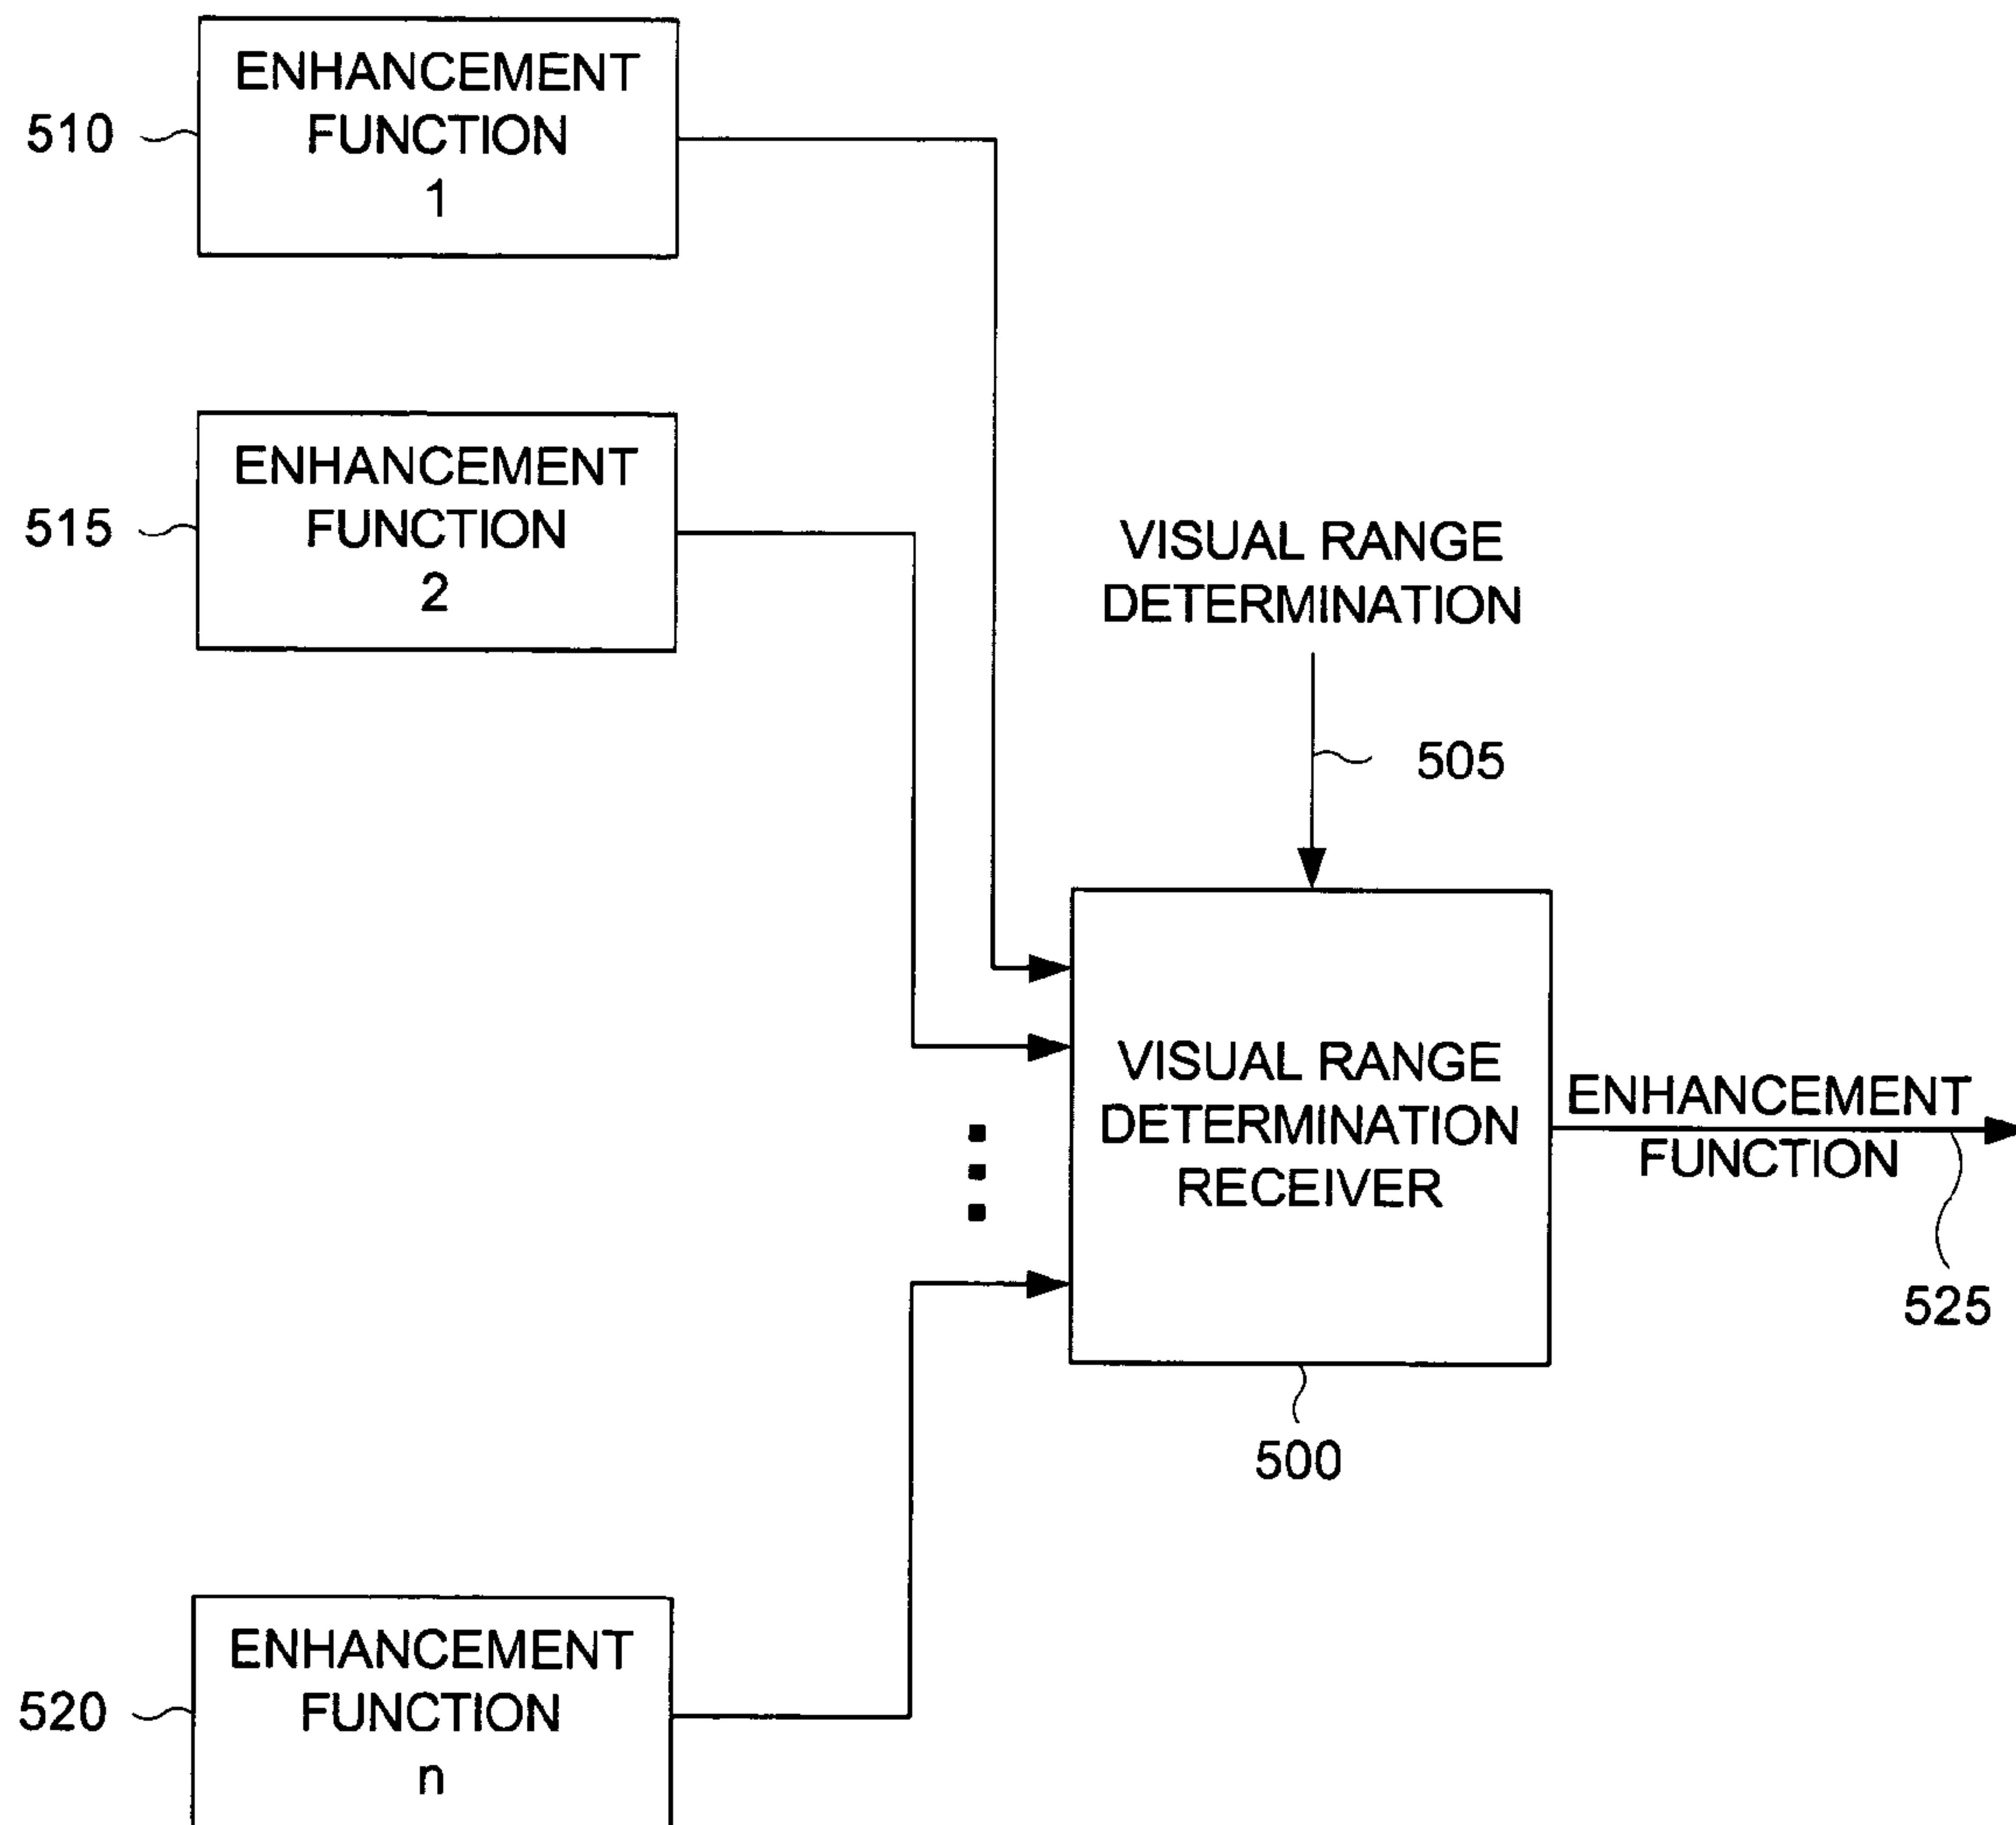 510
ENHANCEMENT
FUNCTION
1
515
ENHANCEMENT
FUNCTION
2
VISUAL RANGE
DETERMINATION
505
VISUAL RANGE
DETERMINATION
RECEIVER
ENHANCEMENT
FUNCTION
525
500
520
ENHANCEMENT
FUNCTION
n